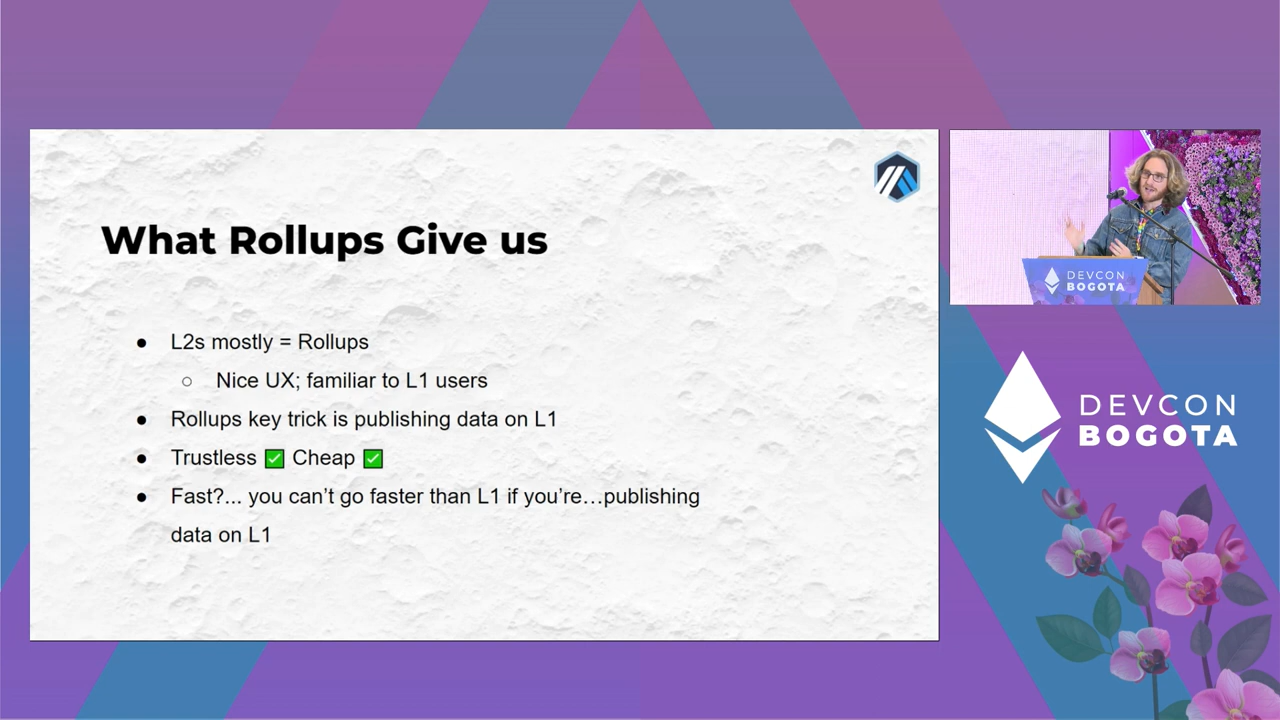 What Rollups Give us
● L2s mostly = Rollups
○ Nice UX; familiar to L1 users
● Rollups key trick is publishing data on L1
● Trustless ✅ Cheap ✅
● Fast?... you can’t go faster than L1 if you’re…publishing
data on L1
DEVCON
BOGOTA
DEVCON
BOGOTA